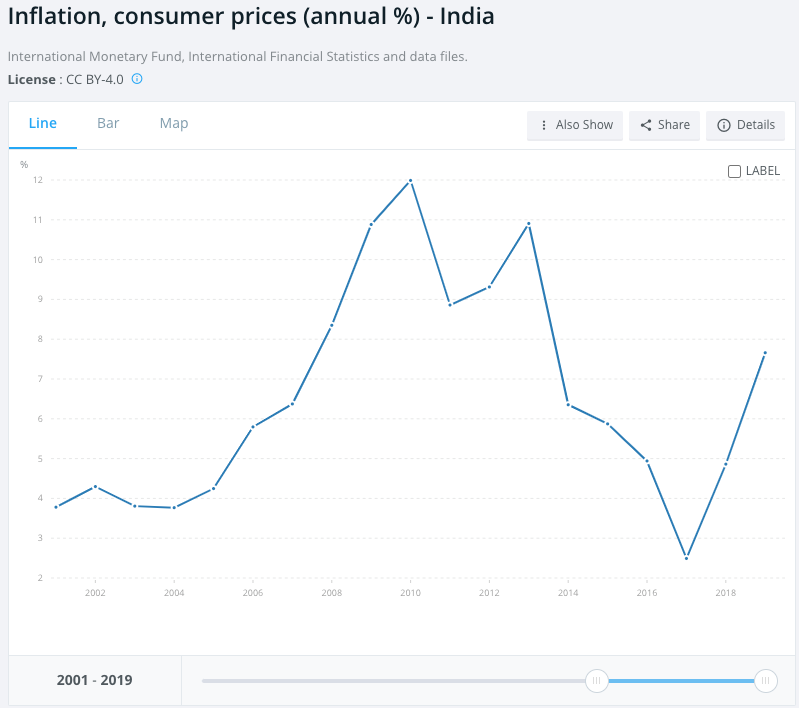 Inflation, consumer prices (annual %) - India
International Monetary Fund, International Financial Statistics and data files.
License : CC BY-4.0
Line Bar Map Also Show Share Details
%
LABEL
12
11
10
9
8
7
6
5
4
3
2
2002 2004 2006 2008 2010 2012 2014 2016 2018
2001 - 2019